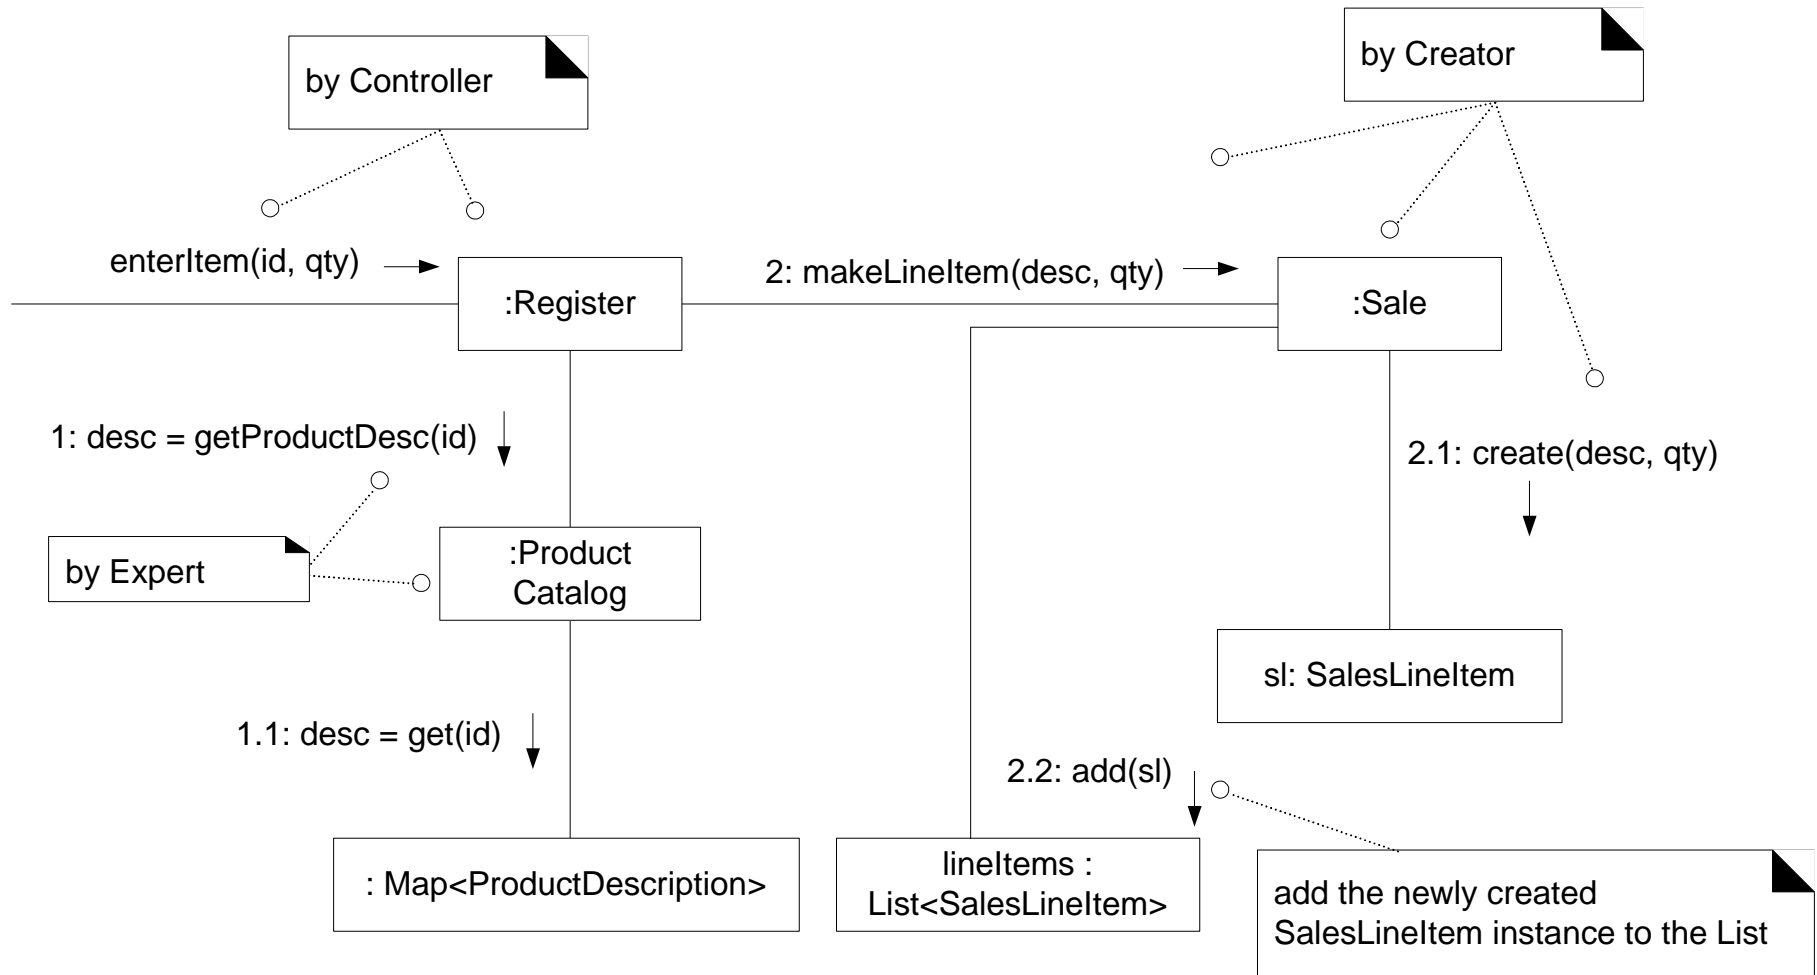 by Controller
by Creator
enterItem(id, qty)
2: makeLineItem(desc, qty)
:Register
:Sale
1: desc = getProductDesc(id)
2.1: create(desc, qty)
by Expert
:Product
Catalog
sl: SalesLineItem
1.1: desc = get(id)
2.2: add(sl)
: Map<ProductDescription>
lineItems :
List<SalesLineItem>
add the newly created
SalesLineItem instance to the List